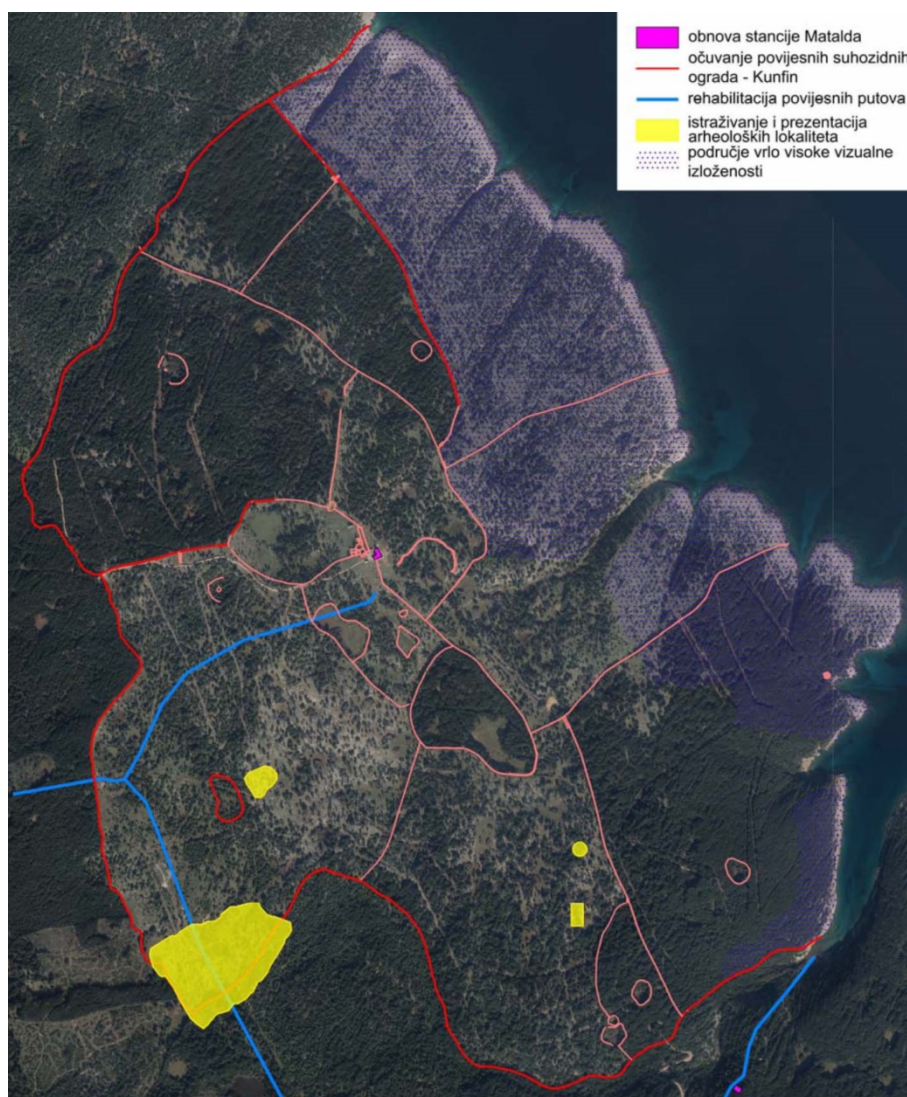 obnova stancije Matalda
očuvanje povijesnih suhozidnih
ograda - Kunfin
rehabilitacija povijesnih putova
istraživanje i prezentacija
arheoloških lokaliteta
područje vrlo visoke vizualne
izloženosti